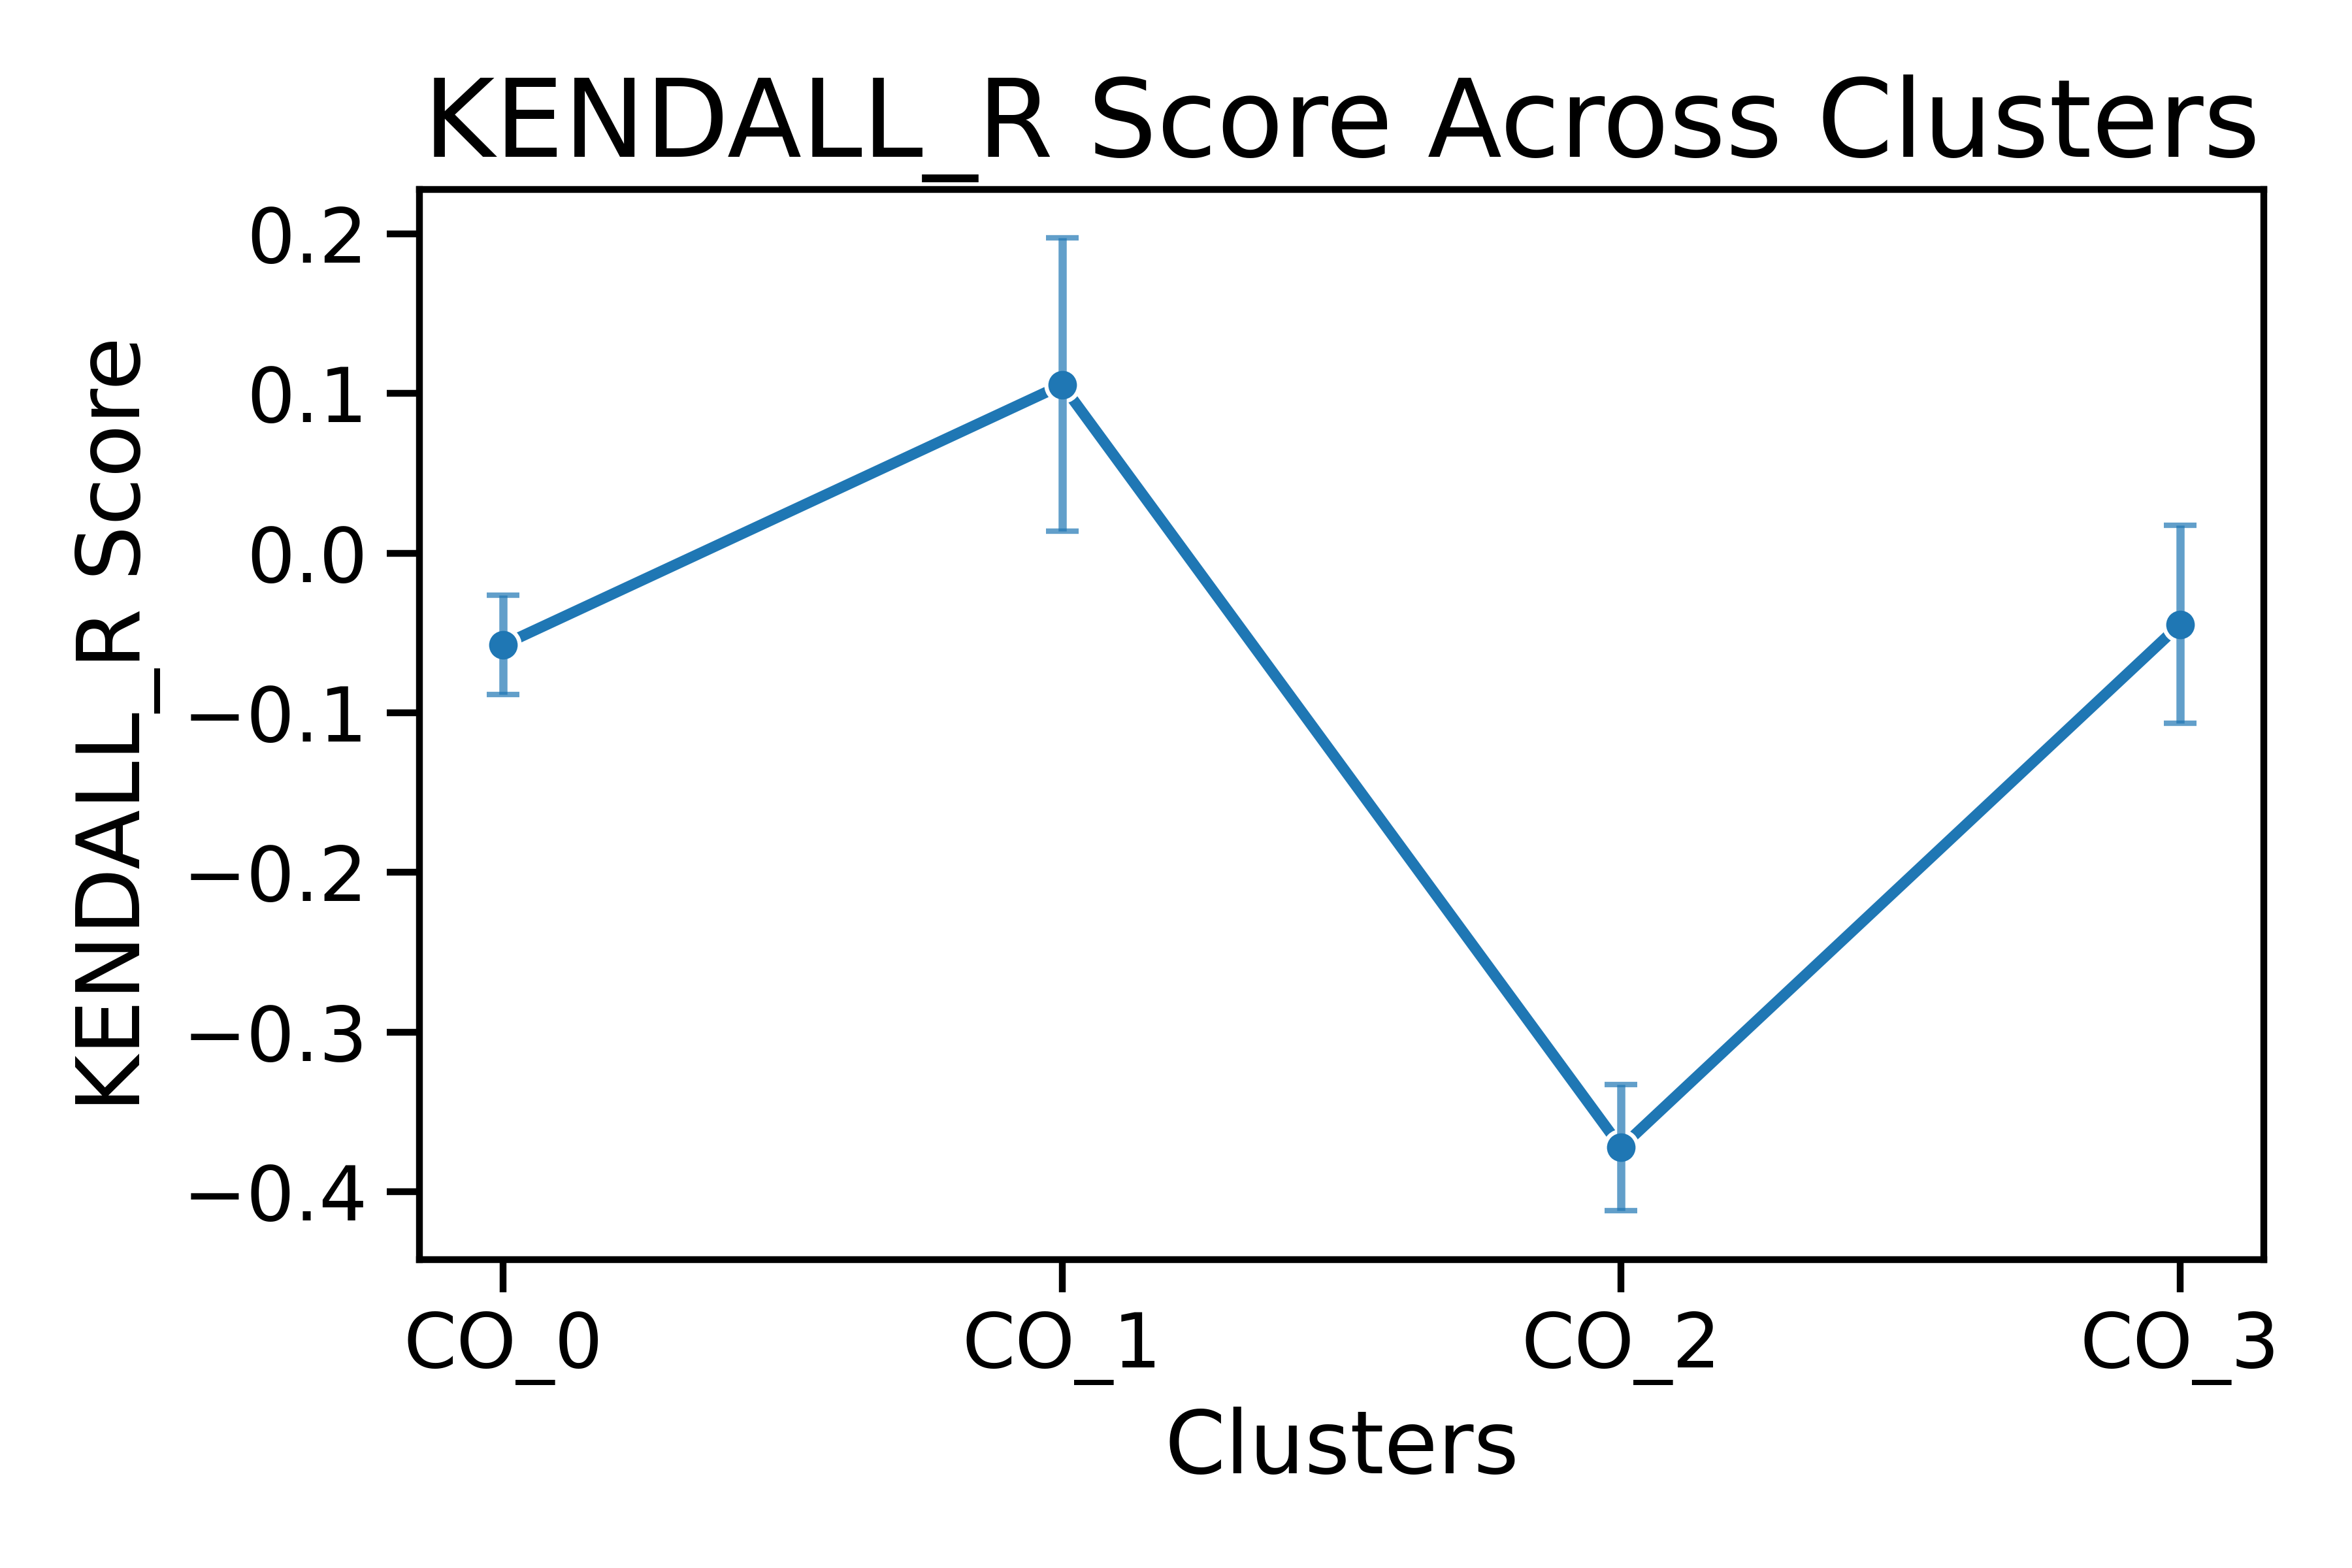 KENDALL_R Score Across Clusters
KENDALL_R Score
0.2
0.1
0.0
−0.1
−0.2
−0.3
−0.4
CO_0
CO_1
CO_2
CO_3
Clusters